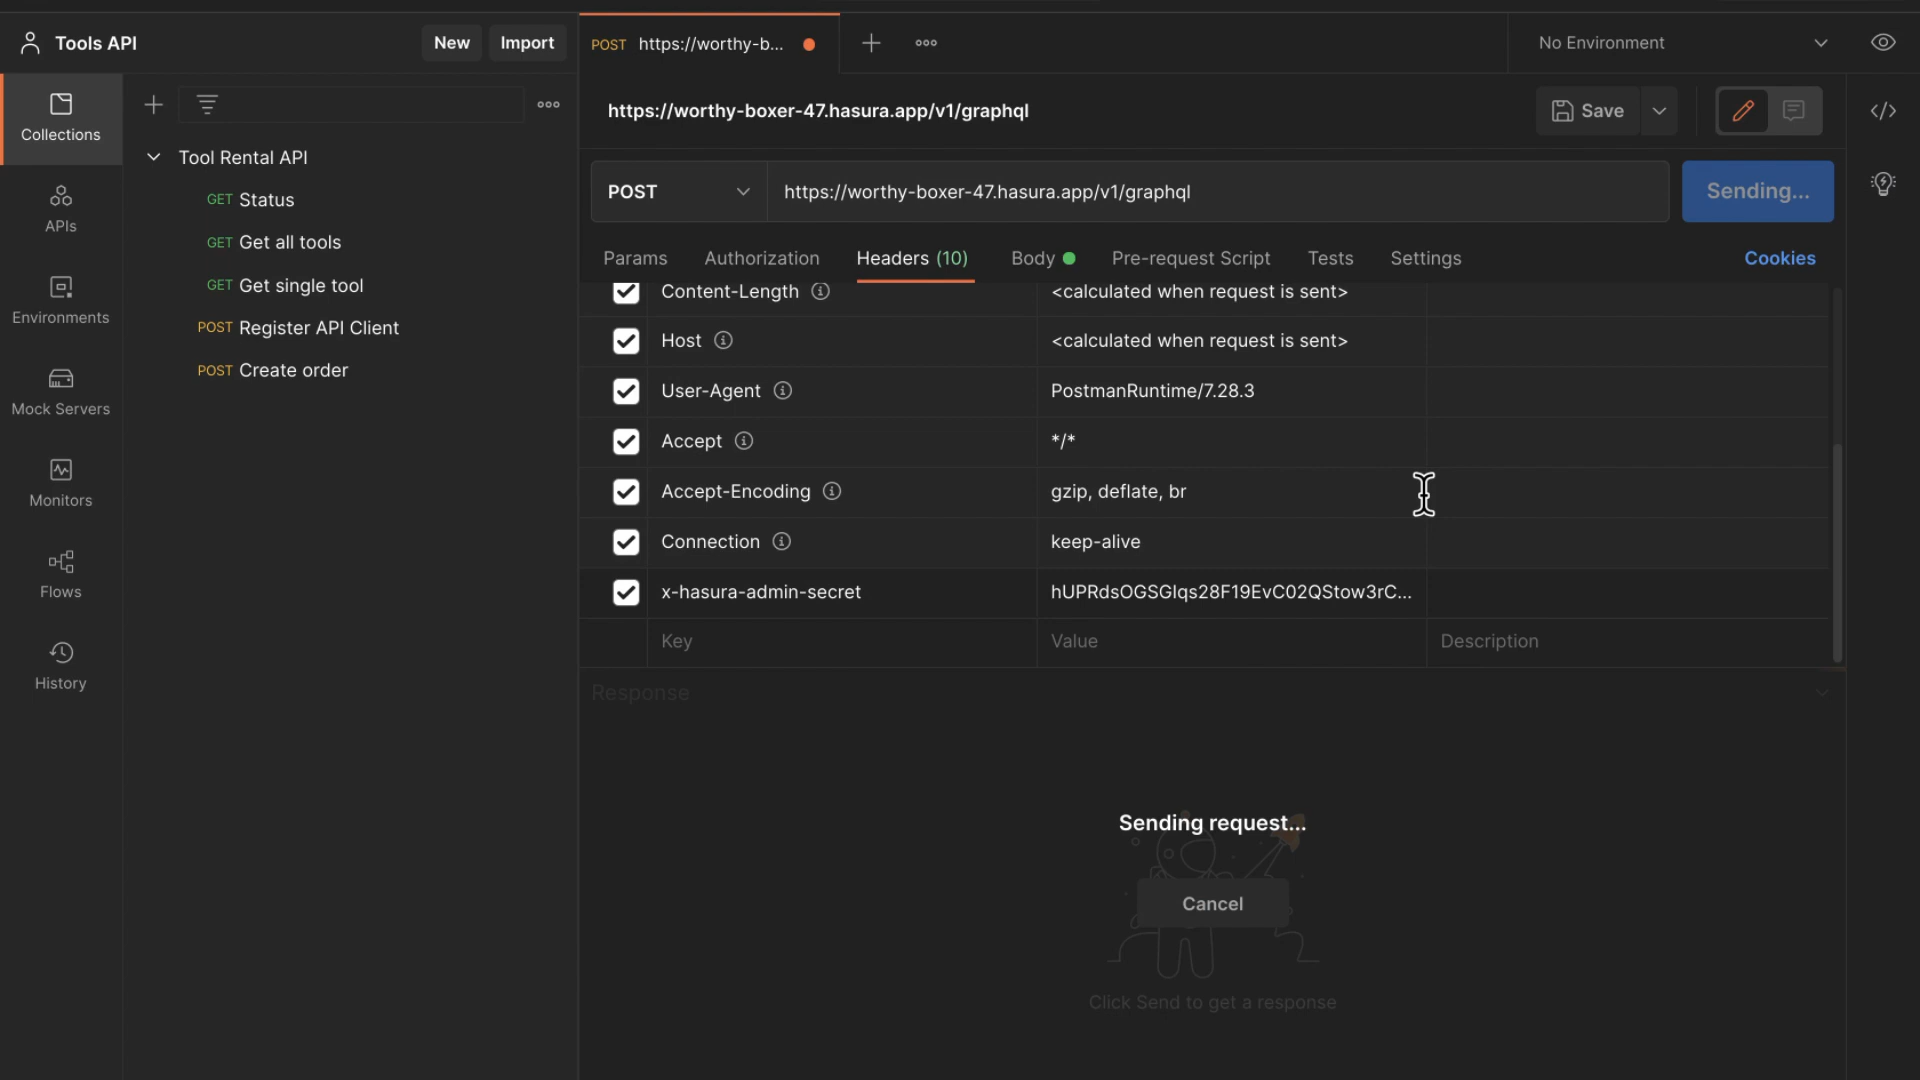 Tools API
New
Import
POST https://worthy-b...
No Environment
Collections
APIs
Environments
Mock Servers
Monitors
Flows
History
Tool Rental API
GET Status
GET Get all tools
GET Get single tool
POST Register API Client
POST Create order
https://worthy-boxer-47.hasura.app/v1/graphql
Save
POST
https://worthy-boxer-47.hasura.app/v1/graphql
Sending...
Params
Authorization
Headers (10)
Body
Pre-request Script
Tests
Settings
Cookies
Content-Length <calculated when request is sent>
Host <calculated when request is sent>
User-Agent PostmanRuntime/7.28.3
Accept */*
Accept-Encoding gzip, deflate, br
Connection keep-alive
x-hasura-admin-secret hUPRdsOGSGIqs28F19EvC02QStow3rC...
Key Value Description
Response
Sending request...
Cancel
Click Send to get a response